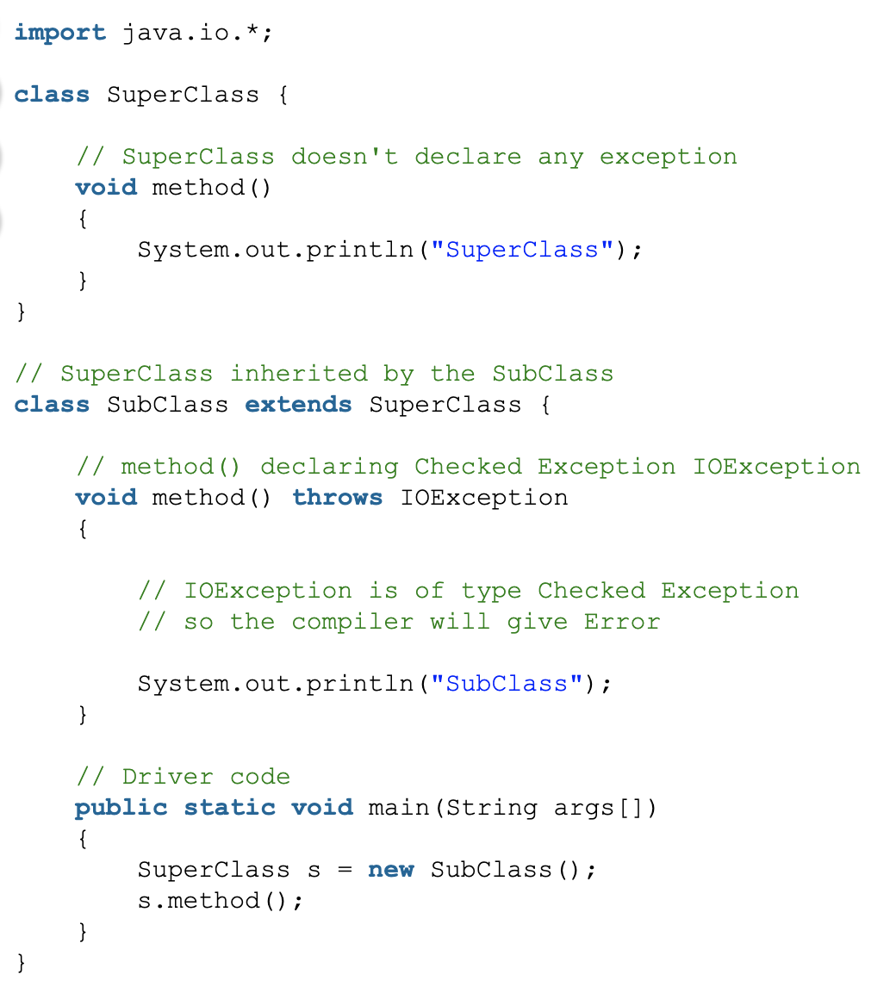 import java.io.*;
class SuperClass {
// SuperClass doesn't declare any exception
void method()
{
System.out.println("SuperClass");
}
}
// SuperClass inherited by the SubClass
class SubClass extends SuperClass {
// method() declaring Checked Exception IOException
void method() throws IOException
{
// IOException is of type Checked Exception
// so the compiler will give Error
System.out.println("SubClass");
}
// Driver code
public static void main(String args[])
{
SuperClass s = new SubClass();
s.method();
}
}